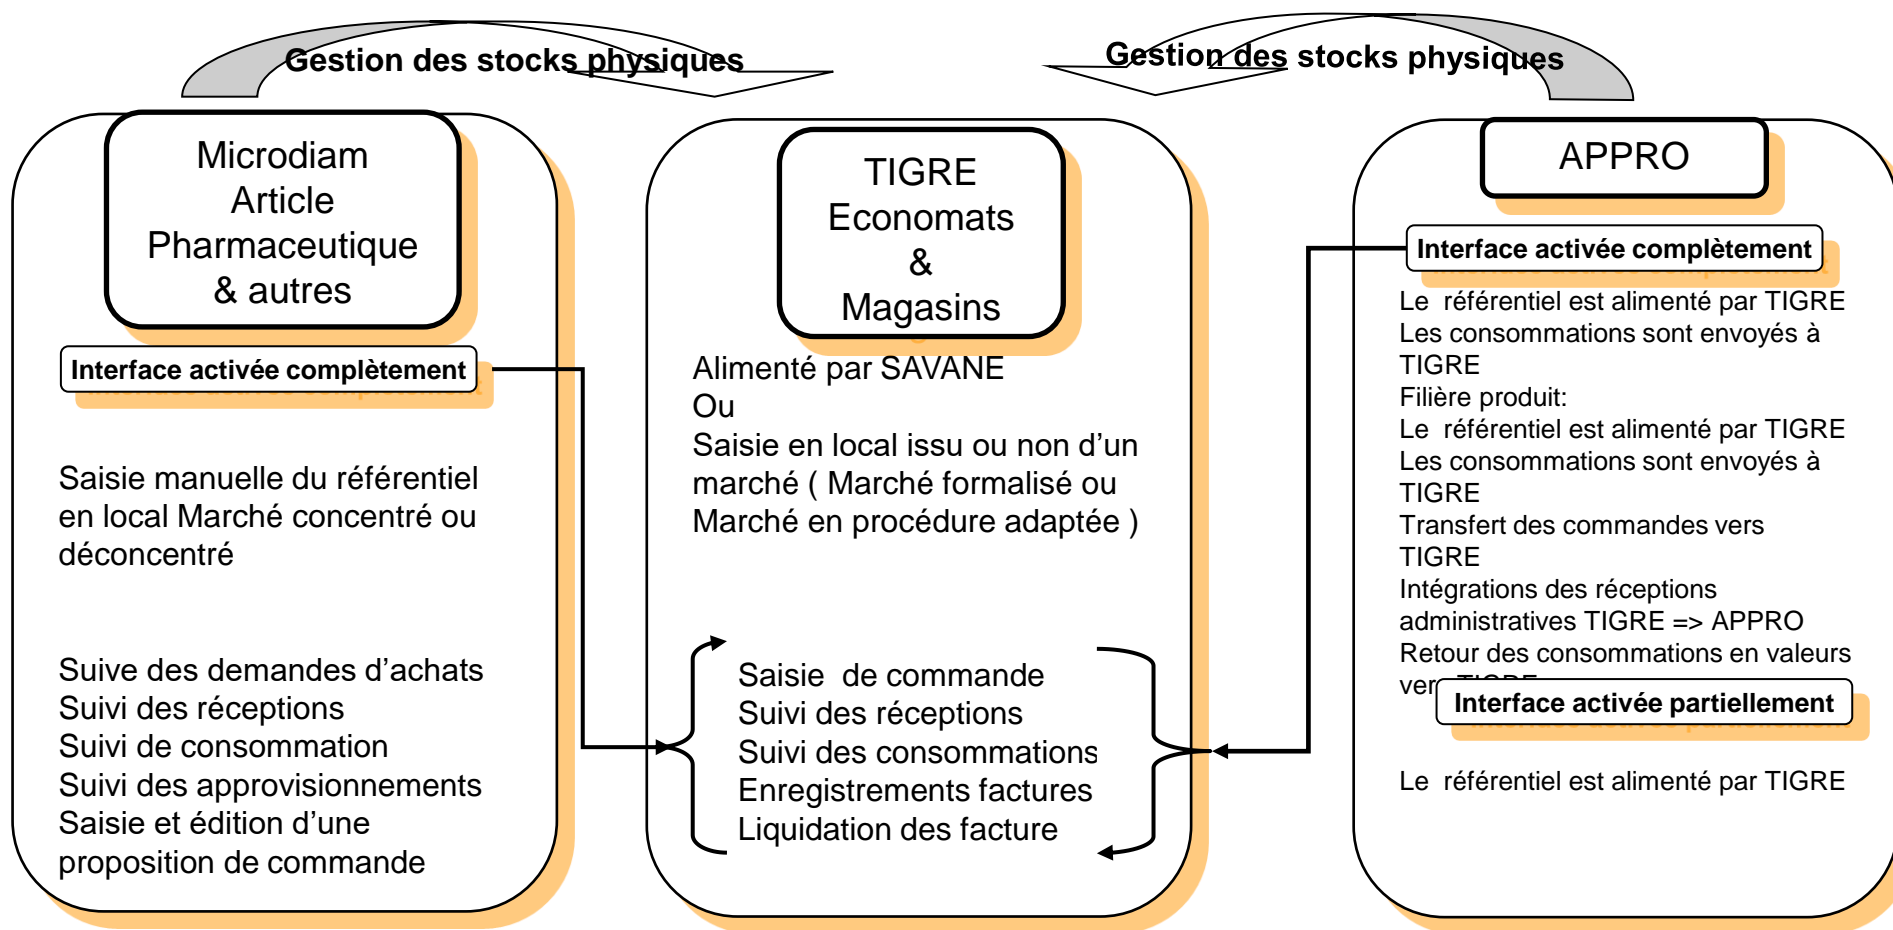 Gestion des stocks physiques
Gestion des stocks physiques
Microdiam
Article
Pharmaceutique
& autres
Interface activée complètement
Saisie manuelle du référentiel
en local Marché concentré ou
déconcentré
Suive des demandes d'achats
Suivi des réceptions
Suivi de consommation
Suivi des approvisionnements
Saisie et édition d'une
proposition de commande
TIGRE
Economats
&
Magasins
Alimenté par SAVANE
Ou
Saisie en local issu ou non d'un
marché ( Marché formalisé ou
Marché en procédure adaptée )
Saisie de commande
Suivi des réceptions
Suivi des consommations
Enregistrements factures
Liquidation des facture
APPRO
Interface activée complètement
Le référentiel est alimenté par TIGRE
Les consommations sont envoyés à
TIGRE
Filière produit:
Le référentiel est alimenté par TIGRE
Les consommations sont envoyés à
TIGRE
Transfert des commandes vers
TIGRE
Intégrations des réceptions
administratives TIGRE => APPRO
Retour des consommations en valeurs
vers TIGRE
Interface activée partiellement
Le référentiel est alimenté par TIGRE